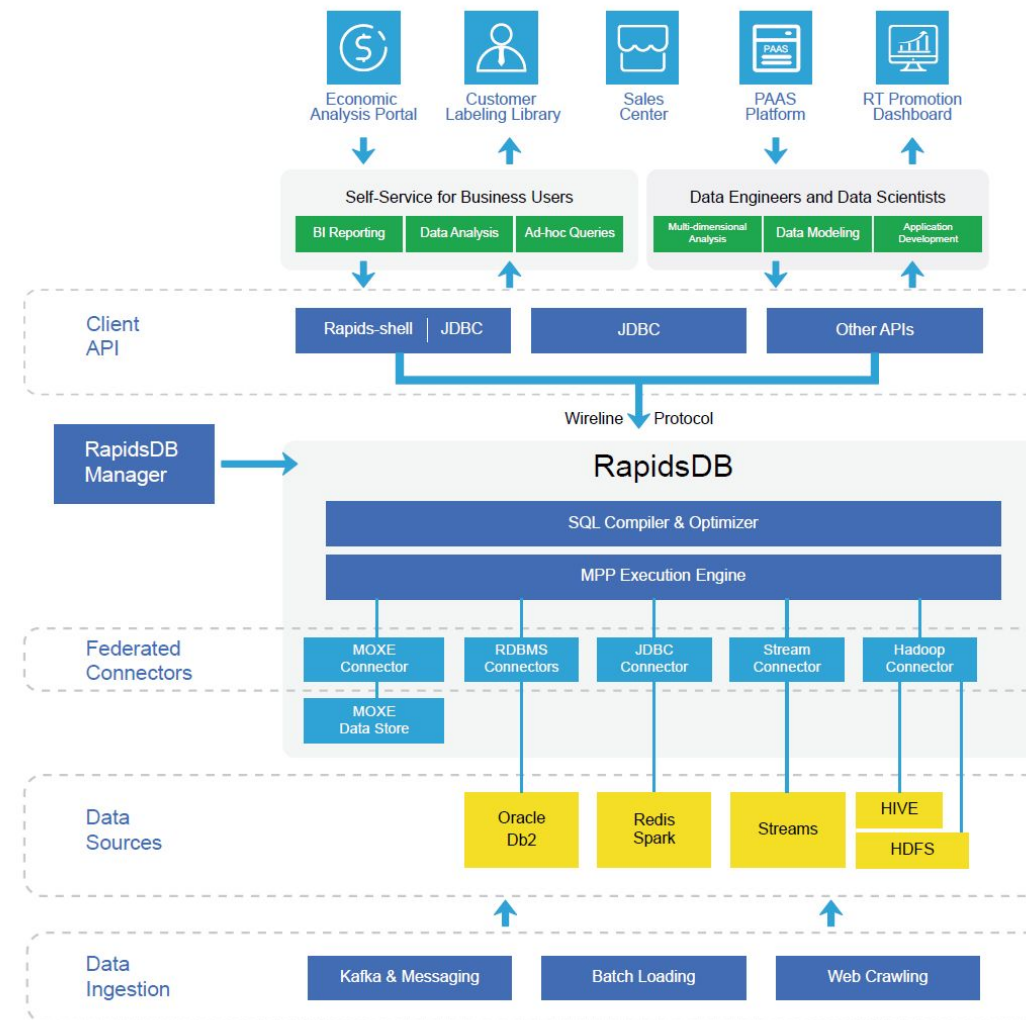 PAAS
Economic
Analysis Portal
Customer
Labeling Library
Sales
Center
PAAS
Platform
RT Promotion
Dashboard
Self-Service for Business Users
BI Reporting
Data Analysis
Ad-hoc Queries
Data Engineers and Data Scientists
Multi-dimensional
Analysis
Data Modeling
Application
Development
Client
API
Rapids-shell | JDBC
JDBC
Other APIs
Wireline Protocol
RapidsDB
Manager
RapidsDB
SQL Compiler & Optimizer
MPP Execution Engine
Federated
Connectors
MOXE
Connector
RDBMS
Connectors
JDBC
Connector
Stream
Connector
Hadoop
Connector
MOXE
Data Store
Data
Sources
Oracle
Db2
Redis
Spark
Streams
HIVE
HDFS
Data
Ingestion
Kafka & Messaging
Batch Loading
Web Crawling